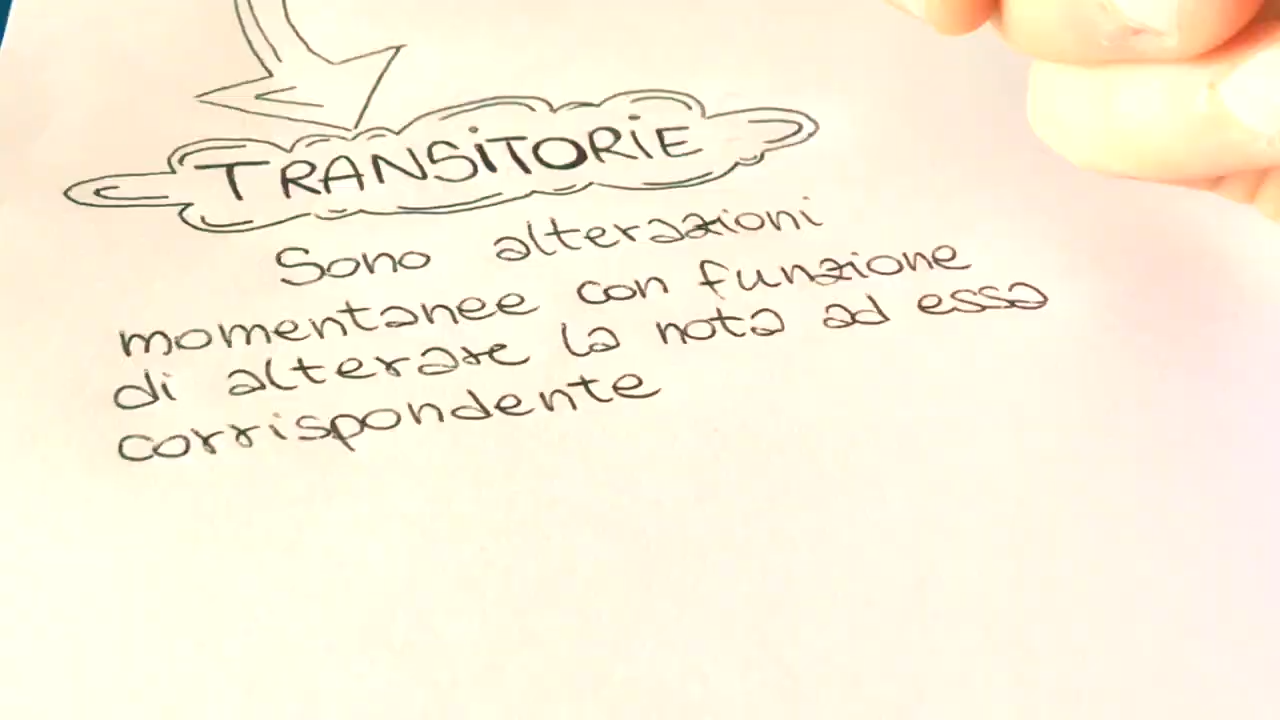 TRANSITORIE
Sono alterazioni
momentanee con funzione
di alterare la nota ad essa
corrispondente